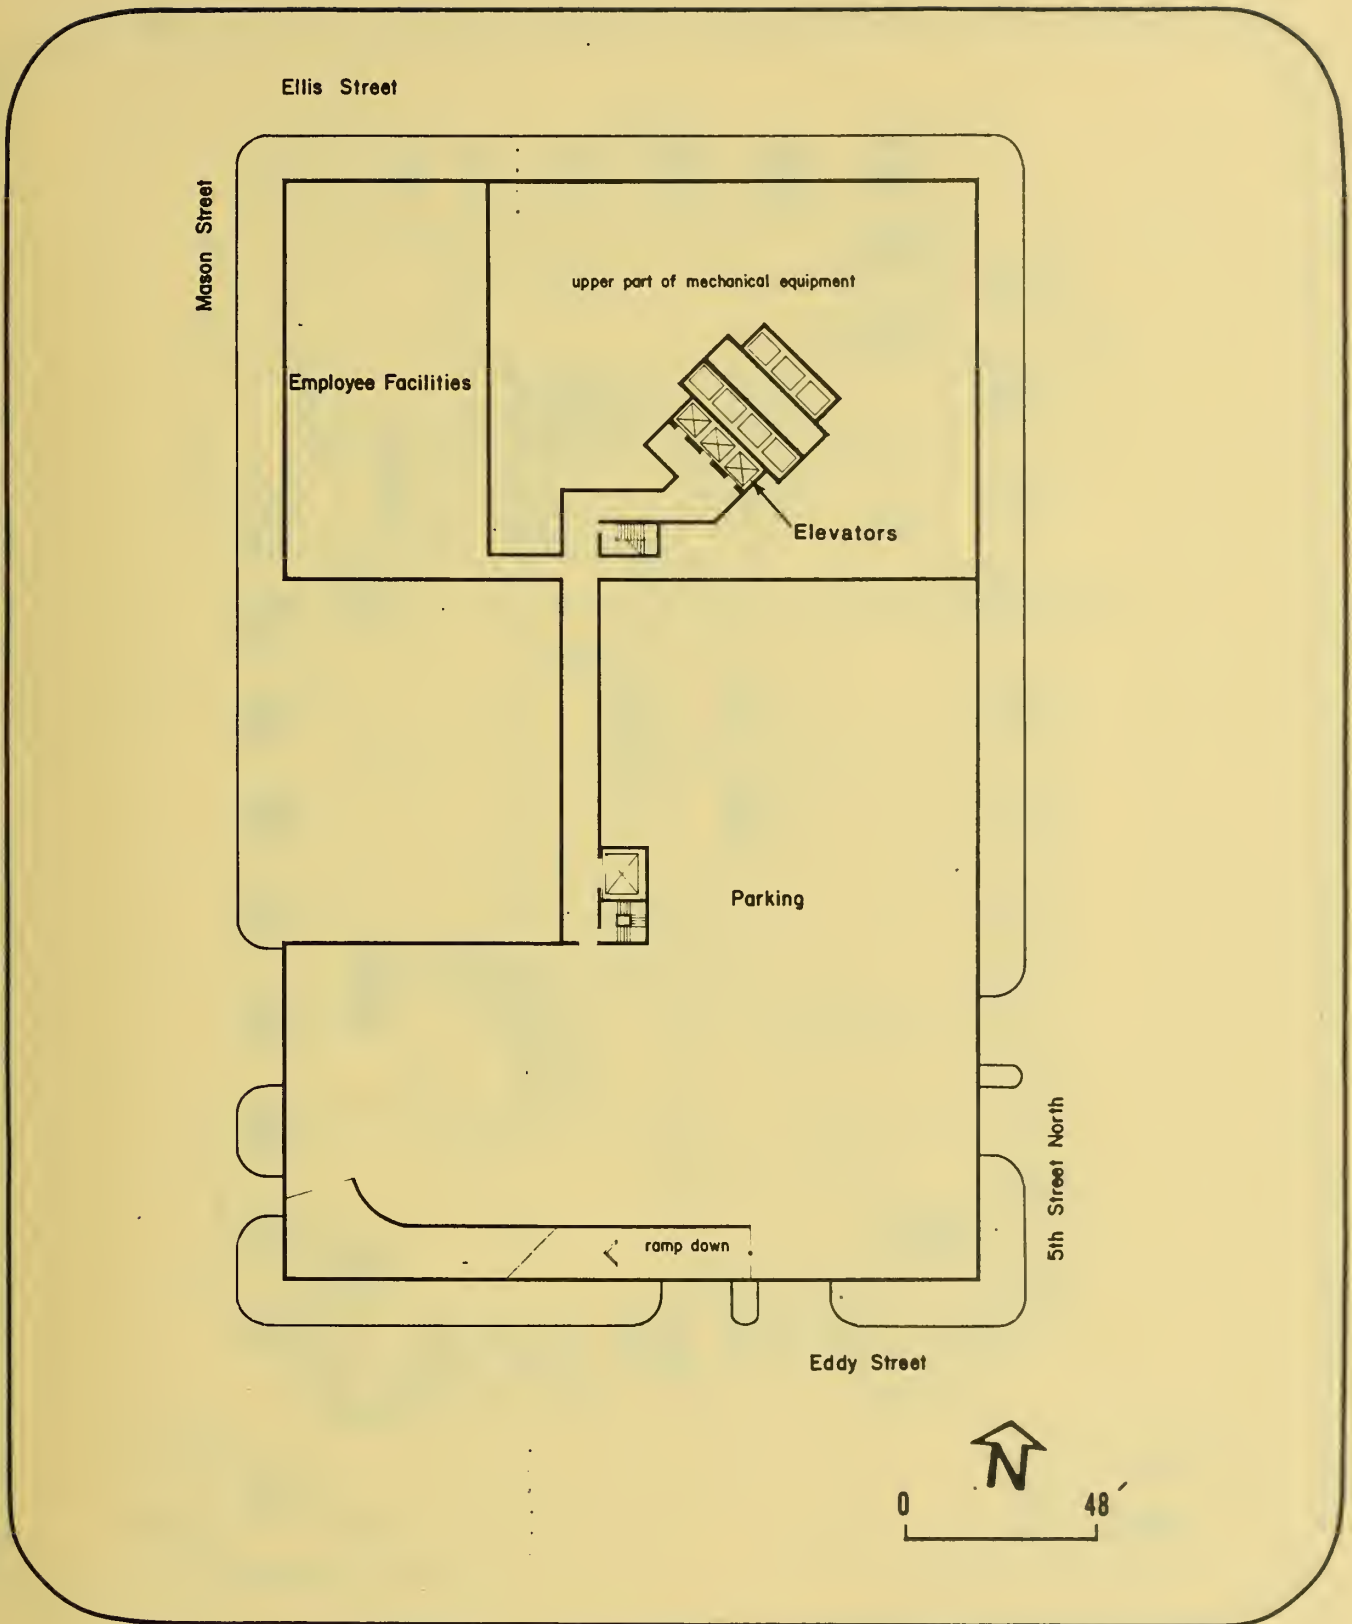 Ellis Street
Mason Street
upper part of mechanical equipment
Employee Facilities
Elevators
Parking
5th Street North
ramp down
Eddy Street
N
0 48'